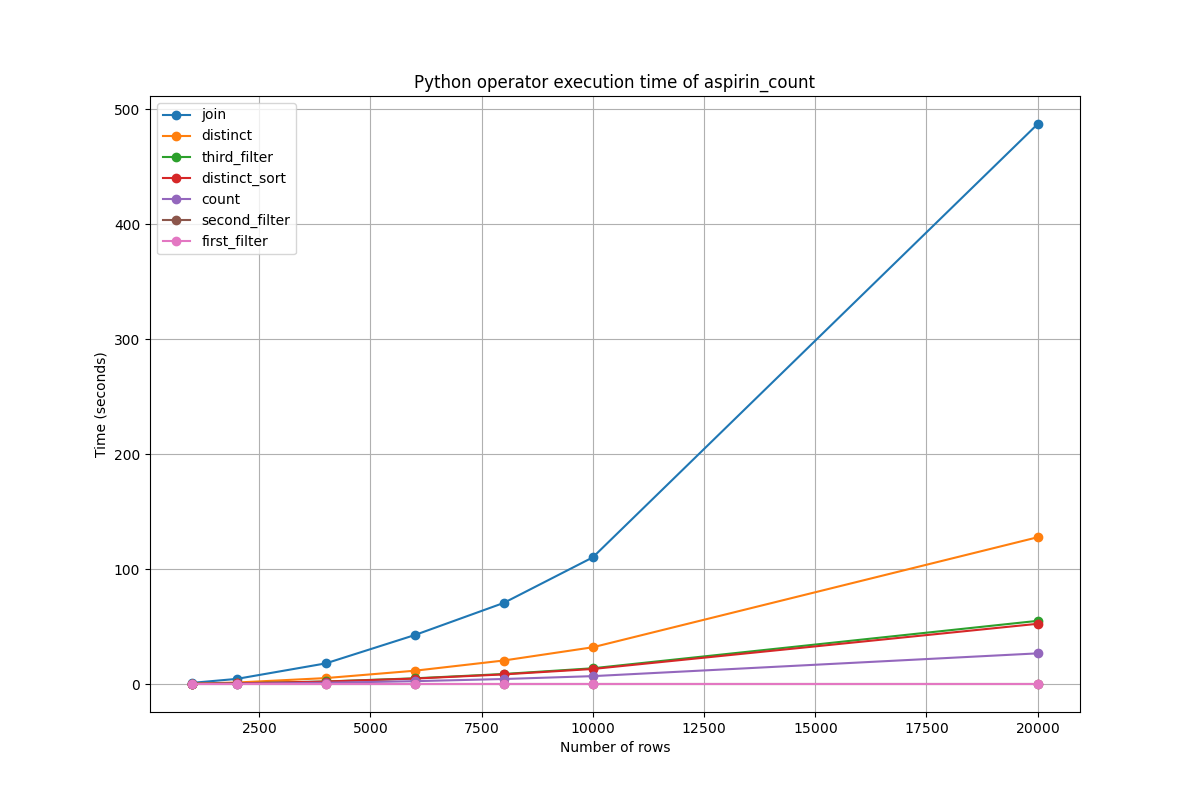 Python operator execution time of aspirin_count
join
distinct
third_filter
distinct_sort
count
second_filter
first_filter
500
400
300
200
100
0
Time (seconds)
2500 5000 7500 10000 12500 15000 17500 20000
Number of rows